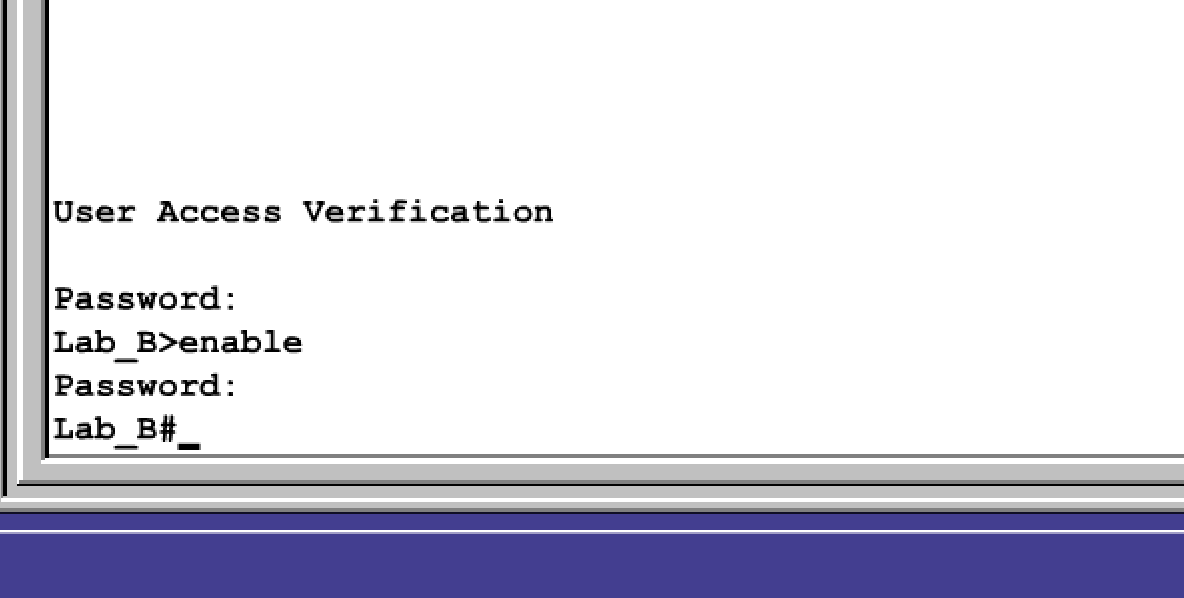 User Access Verification
Password:
Lab_B>enable
Password:
Lab_B#_